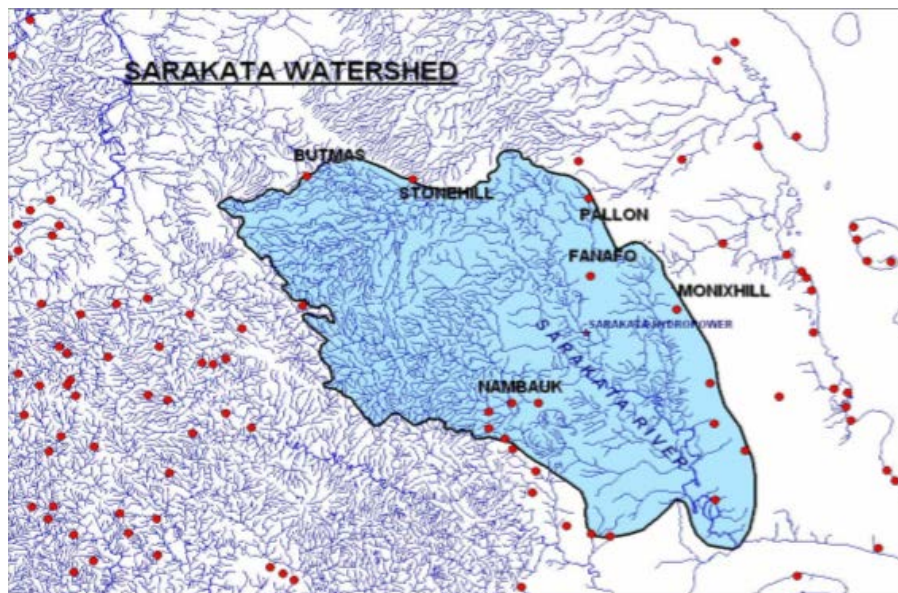 SARAKATA WATERSHED
BUTMAS
STONEHILL
PALLON
FANAFO
MONIXHILL
SARAKATA HYDROPOWER
SARAKATA RIVER
NAMBAUK